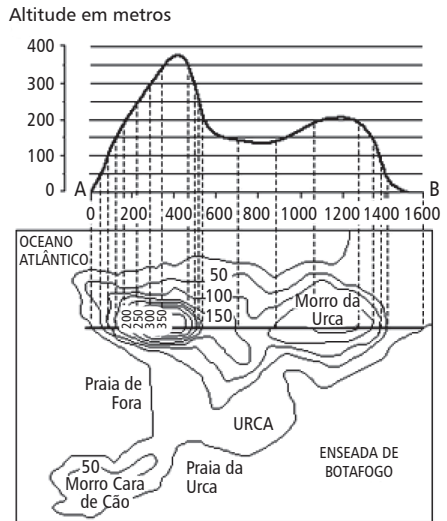 Altitude em metros
400
300
200
100
0
A
B
0 200 400 600 800 1000 1200 1400 1600
OCEANO
ATLÂNTICO
50
100
150
200
250
300
350
Morro da
Urca
Praia de
Fora
URCA
ENSEADA DE
BOTAFOGO
50
Morro Cara
de Cão
Praia da
Urca